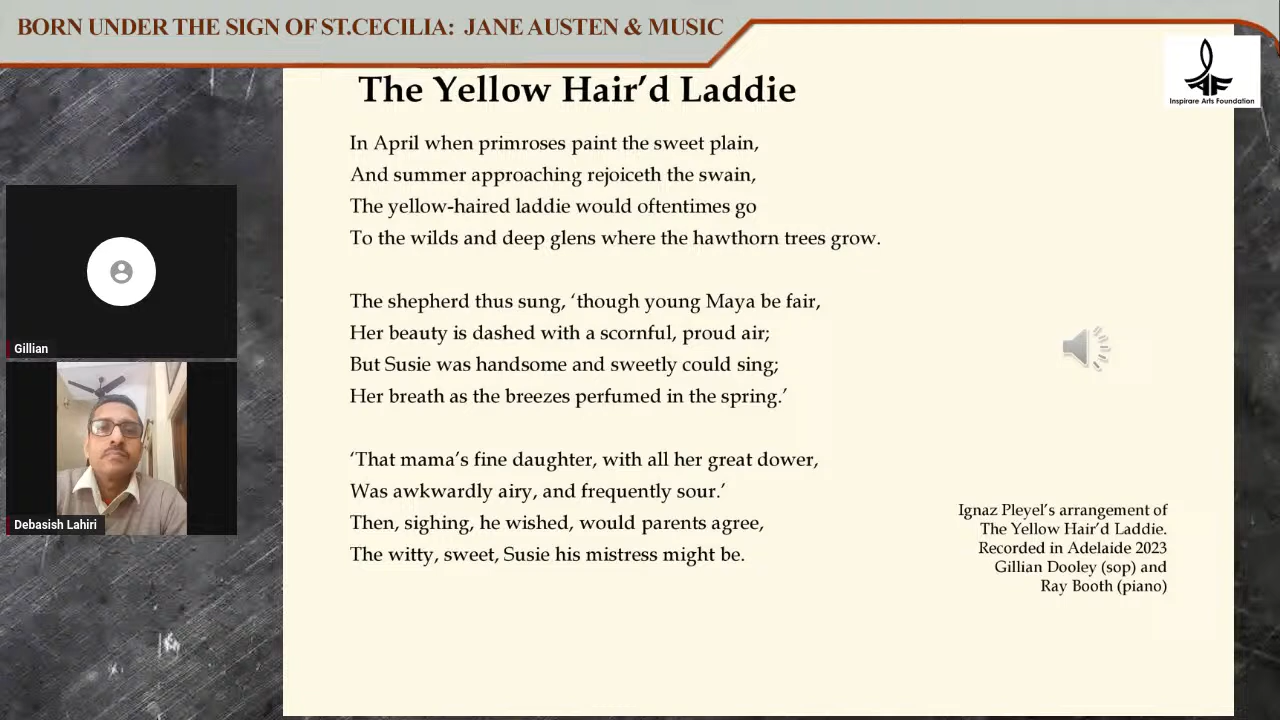 BORN UNDER THE SIGN OF ST.CECILIA: JANE AUSTEN & MUSIC
Inspirare Arts Foundation
The Yellow Hair’d Laddie
In April when primroses paint the sweet plain,
And summer approaching rejoiceth the swain,
The yellow-haired laddie would oftentimes go
To the wilds and deep glens where the hawthorn trees grow.
The shepherd thus sung, ‘though young Maya be fair,
Her beauty is dashed with a scornful, proud air;
But Susie was handsome and sweetly could sing;
Her breath as the breezes perfumed in the spring.’
‘That mama’s fine daughter, with all her great dower,
Was awkwardly airy, and frequently sour.’
Then, sighing, he wished, would parents agree,
The witty, sweet, Susie his mistress might be.
Ignaz Pleyel’s arrangement of
The Yellow Hair’d Laddie.
Recorded in Adelaide 2023
Gillian Dooley (sop) and
Ray Booth (piano)
Gillian
Debasish Lahiri